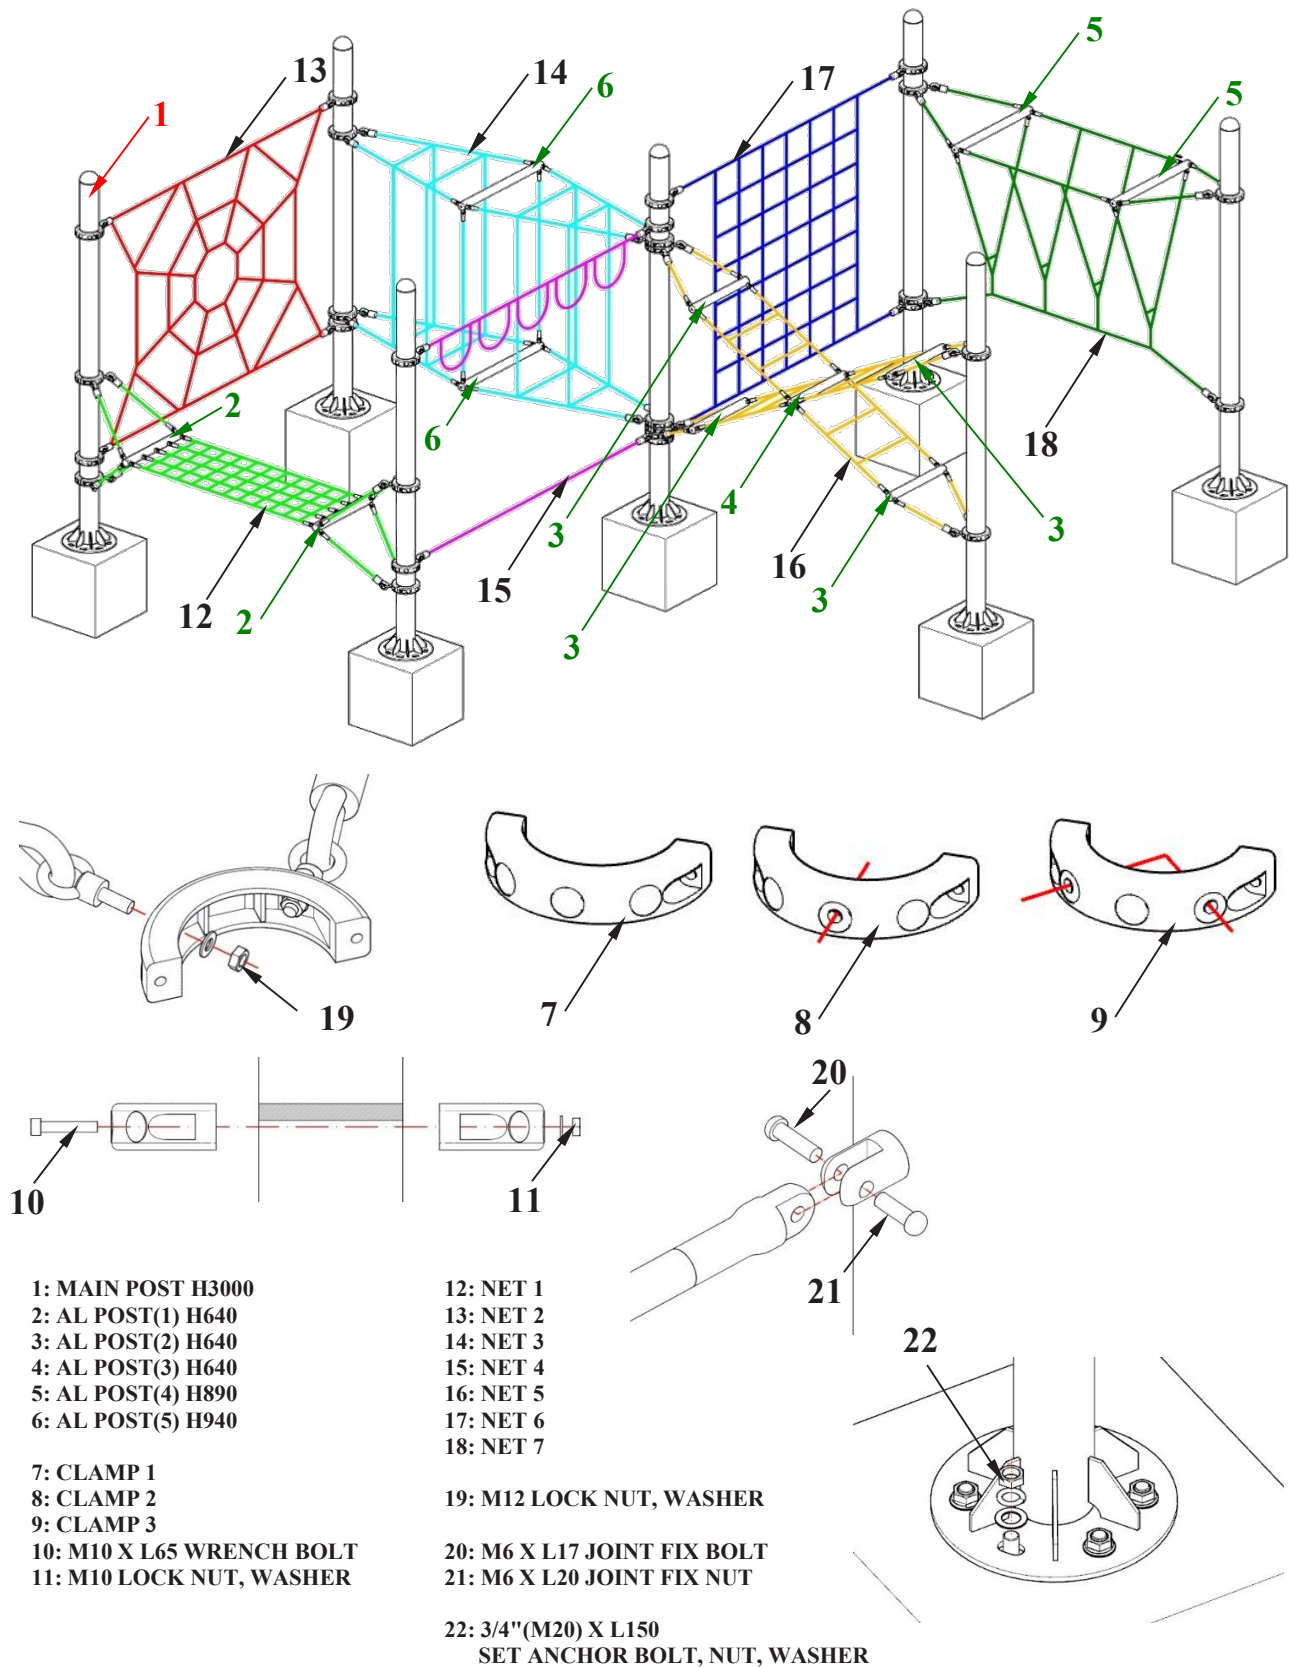 13
14
6
17
5
5
1
2
6
3
4
18
3
12
2
15
3
16
3
19
7
8
9
10
11
20
21
22
1: MAIN POST H3000
2: AL POST(1) H640
3: AL POST(2) H640
4: AL POST(3) H640
5: AL POST(4) H890
6: AL POST(5) H940
7: CLAMP 1
8: CLAMP 2
9: CLAMP 3
10: M10 X L65 WRENCH BOLT
11: M10 LOCK NUT, WASHER
12: NET 1
13: NET 2
14: NET 3
15: NET 4
16: NET 5
17: NET 6
18: NET 7
19: M12 LOCK NUT, WASHER
20: M6 X L17 JOINT FIX BOLT
21: M6 X L20 JOINT FIX NUT
22: 3/4"(M20) X L150
SET ANCHOR BOLT, NUT, WASHER